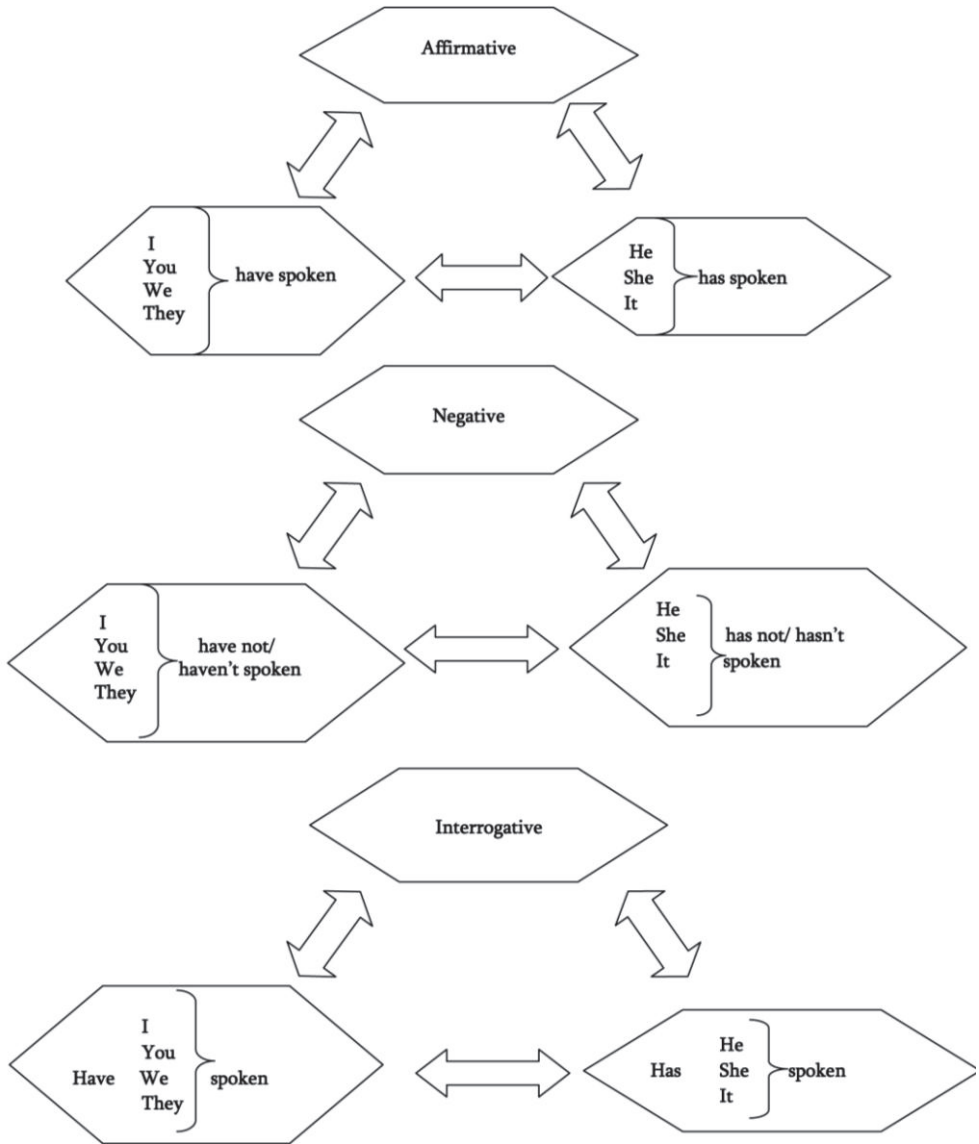 Affirmative
I
You
We
They
have spoken
He
She
It
has spoken
Negative
I
You
We
They
have not/
haven’t spoken
He
She
It
has not/ hasn’t
spoken
Interrogative
Have
I
You
We
They
spoken
Has
He
She
It
spoken